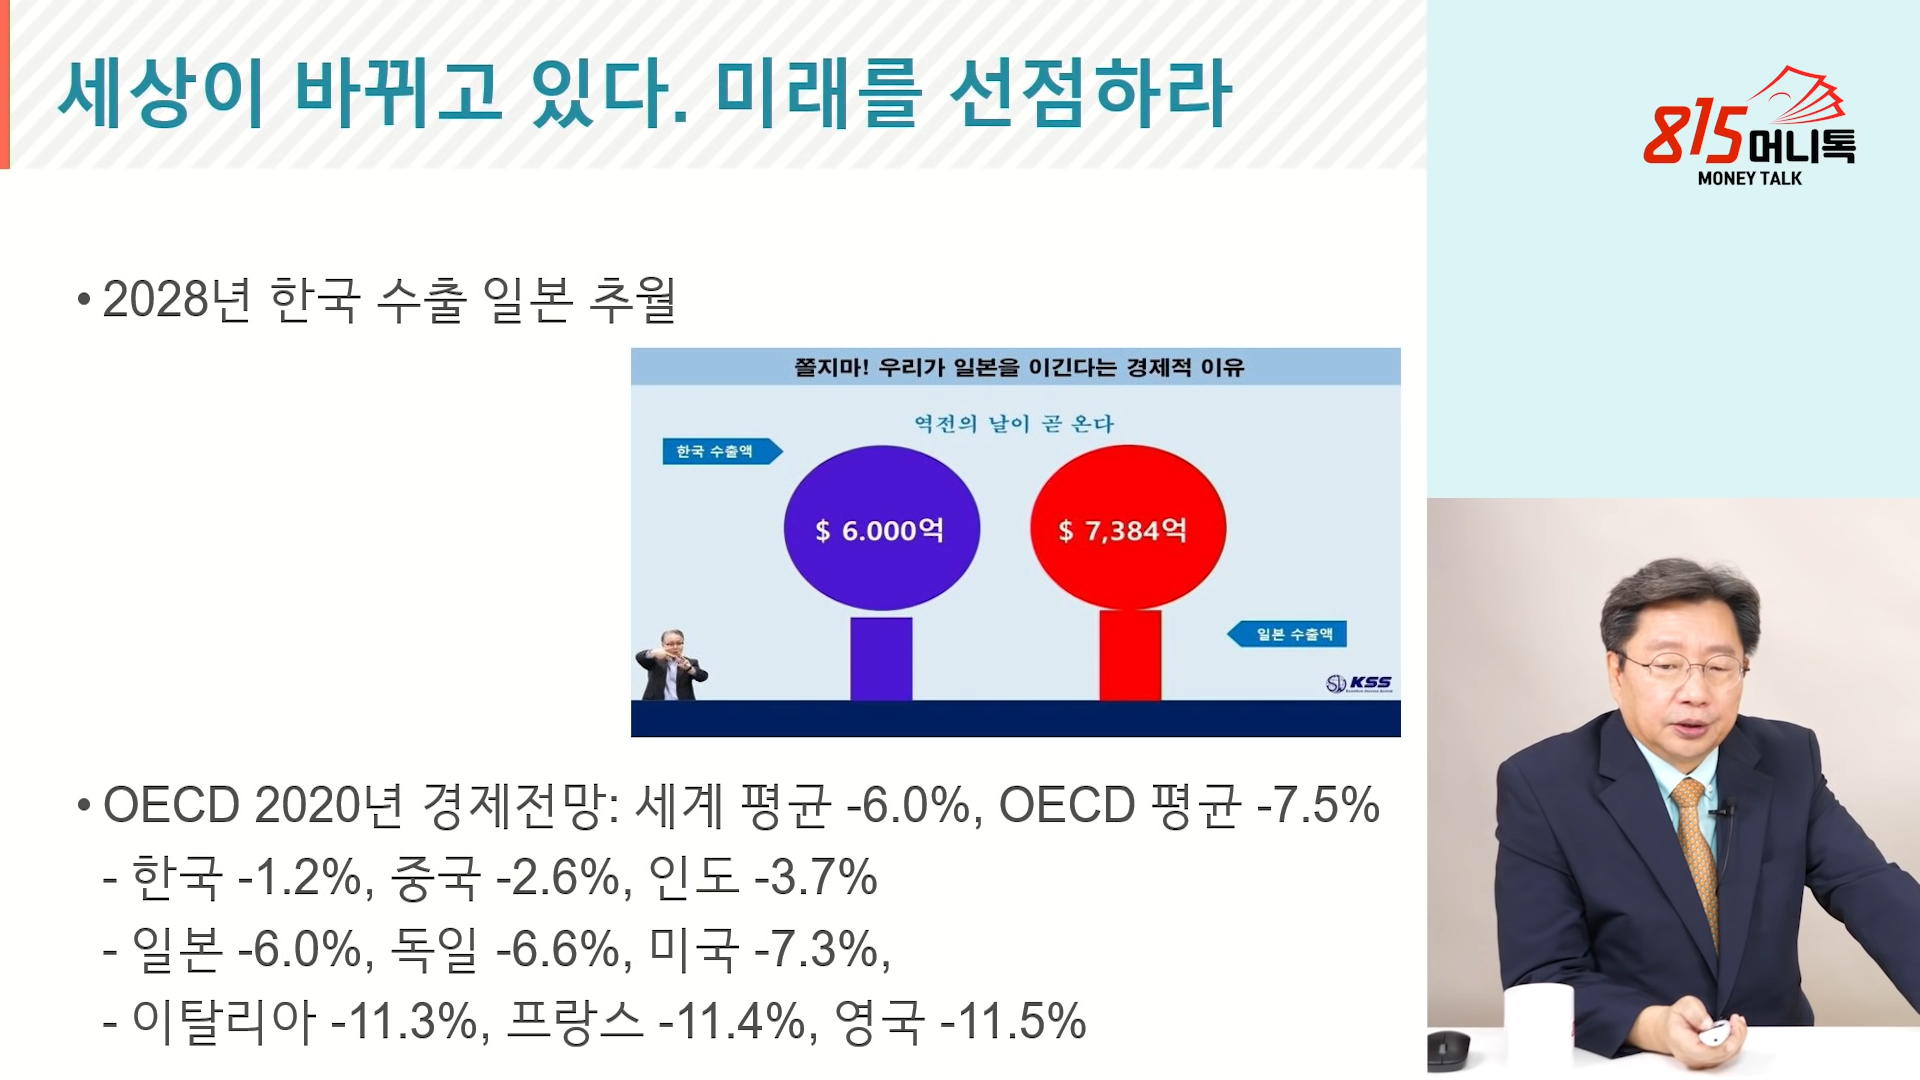 세상이 바뀌고 있다. 미래를 선점하라
815 머니톡
MONEY TALK
• 2028년 한국 수출 일본 추월
쫄지마! 우리가 일본을 이긴다는 경제적 이유
역전의 날이 곧 온다
한국 수출액
$ 6.000억
$ 7,384억
일본 수출액
KSS
• OECD 2020년 경제전망: 세계 평균 -6.0%, OECD 평균 -7.5%
- 한국 -1.2%, 중국 -2.6%, 인도 -3.7%
- 일본 -6.0%, 독일 -6.6%, 미국 -7.3%,
- 이탈리아 -11.3%, 프랑스 -11.4%, 영국 -11.5%